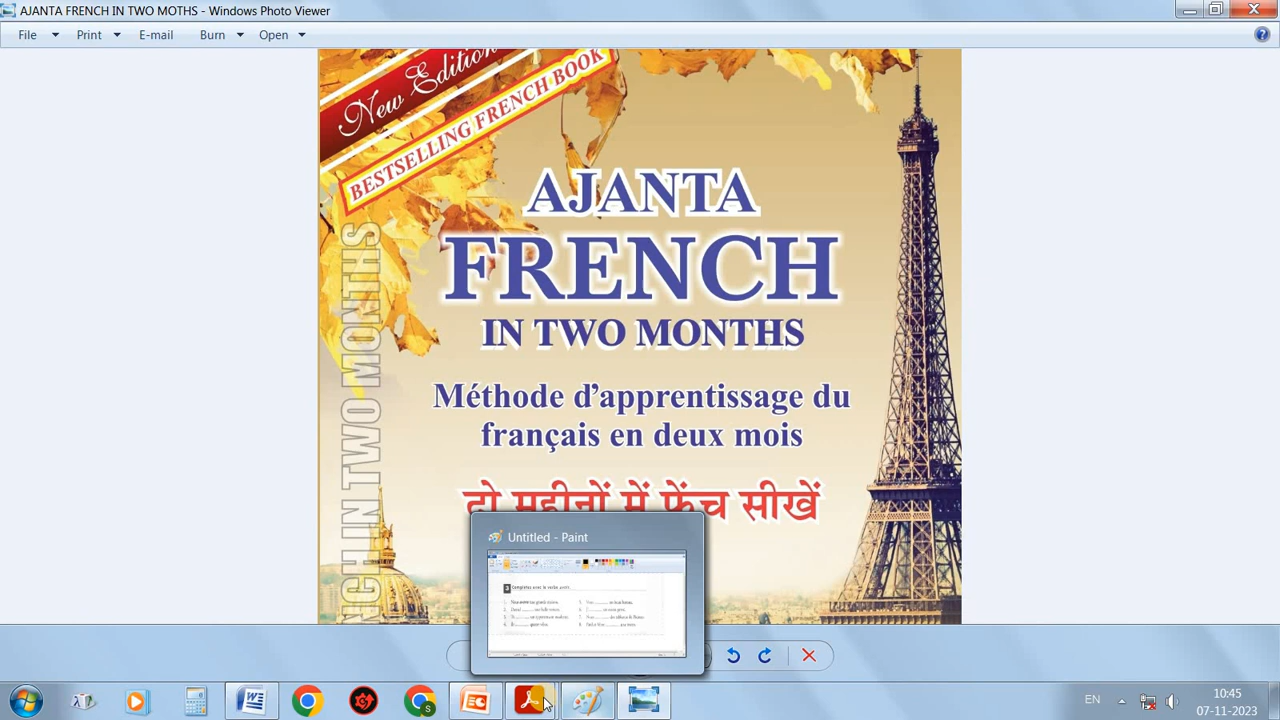 AJANTA FRENCH IN TWO MOTHS - Windows Photo Viewer
File Print E-mail Burn Open
New Edition
BESTSELLING FRENCH BOOK
AJANTA
FRENCH
IN TWO MONTHS
Méthode d'apprentissage du
français en deux mois
दो महीनों में फ्रेंच सीखें
IN TWO MONTHS
Untitled - Paint
EN
10:45
07-11-2023